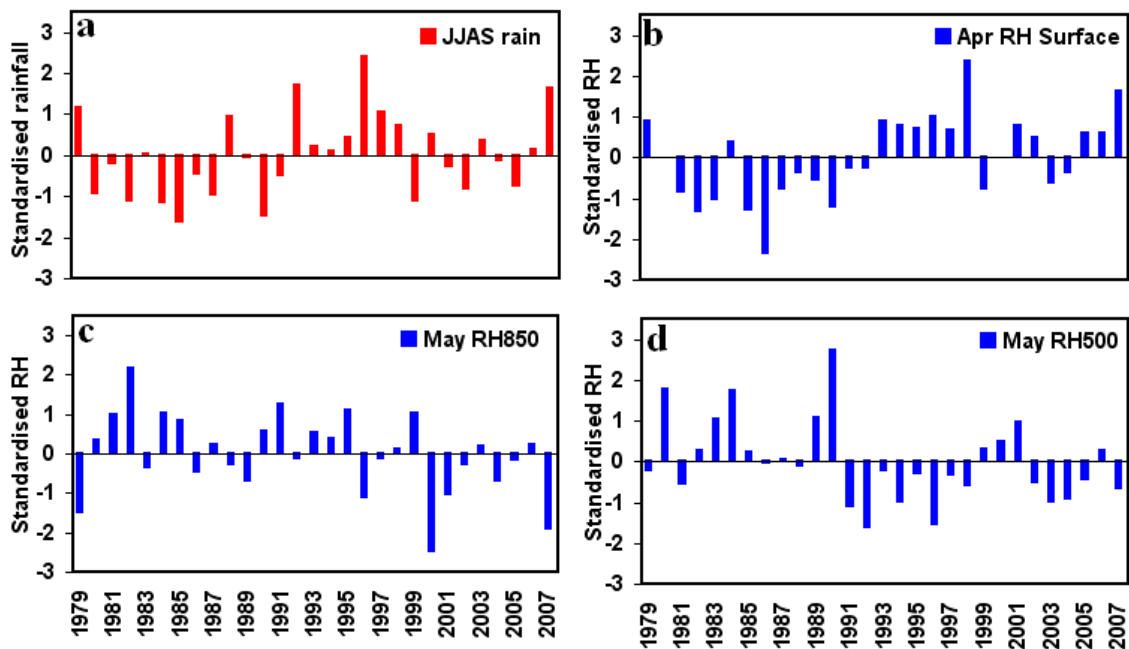 a
JJAS rain
Standardised rainfall
3
2
1
0
-1
-2
-3
b
Apr RH Surface
Standardised RH
3
2
1
0
-1
-2
-3
c
May RH850
Standardised RH
3
2
1
0
-1
-2
-3
1979 1981 1983 1985 1987 1989 1991 1993 1995 1997 1999 2001 2003 2005 2007
d
May RH500
Standardised RH
3
2
1
0
-1
-2
-3
1979 1981 1983 1985 1987 1989 1991 1993 1995 1997 1999 2001 2003 2005 2007